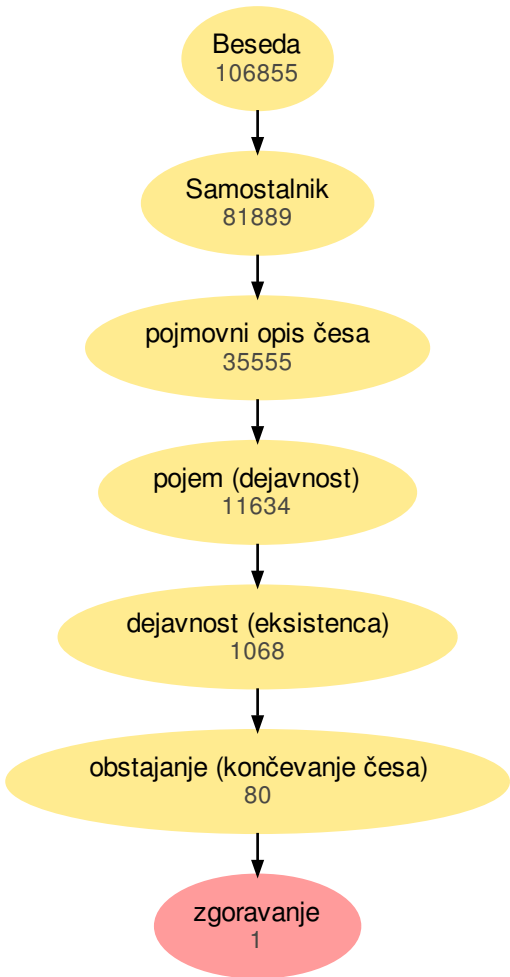 Beseda
106855
Samostalnik
81889
pojmovni opis česa
35555
pojem (dejavnost)
11634
dejavnost (eksistenca)
1068
obstajanje (končevanje česa)
80
zgoravanje
1